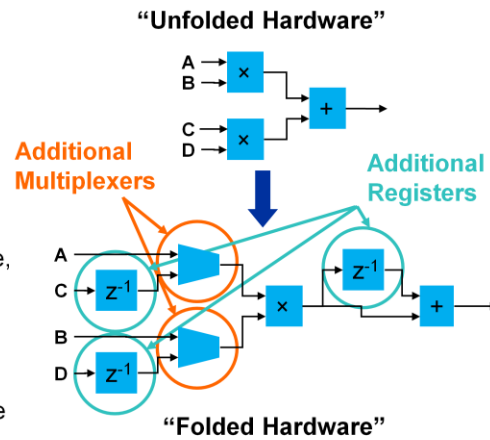 “Unfolded Hardware”
A
B
×
+
C
D
×
Additional
Multiplexers
Additional
Registers
e,
A
C
z-1
z-1
×
+
B
D
z-1
e
“Folded Hardware”